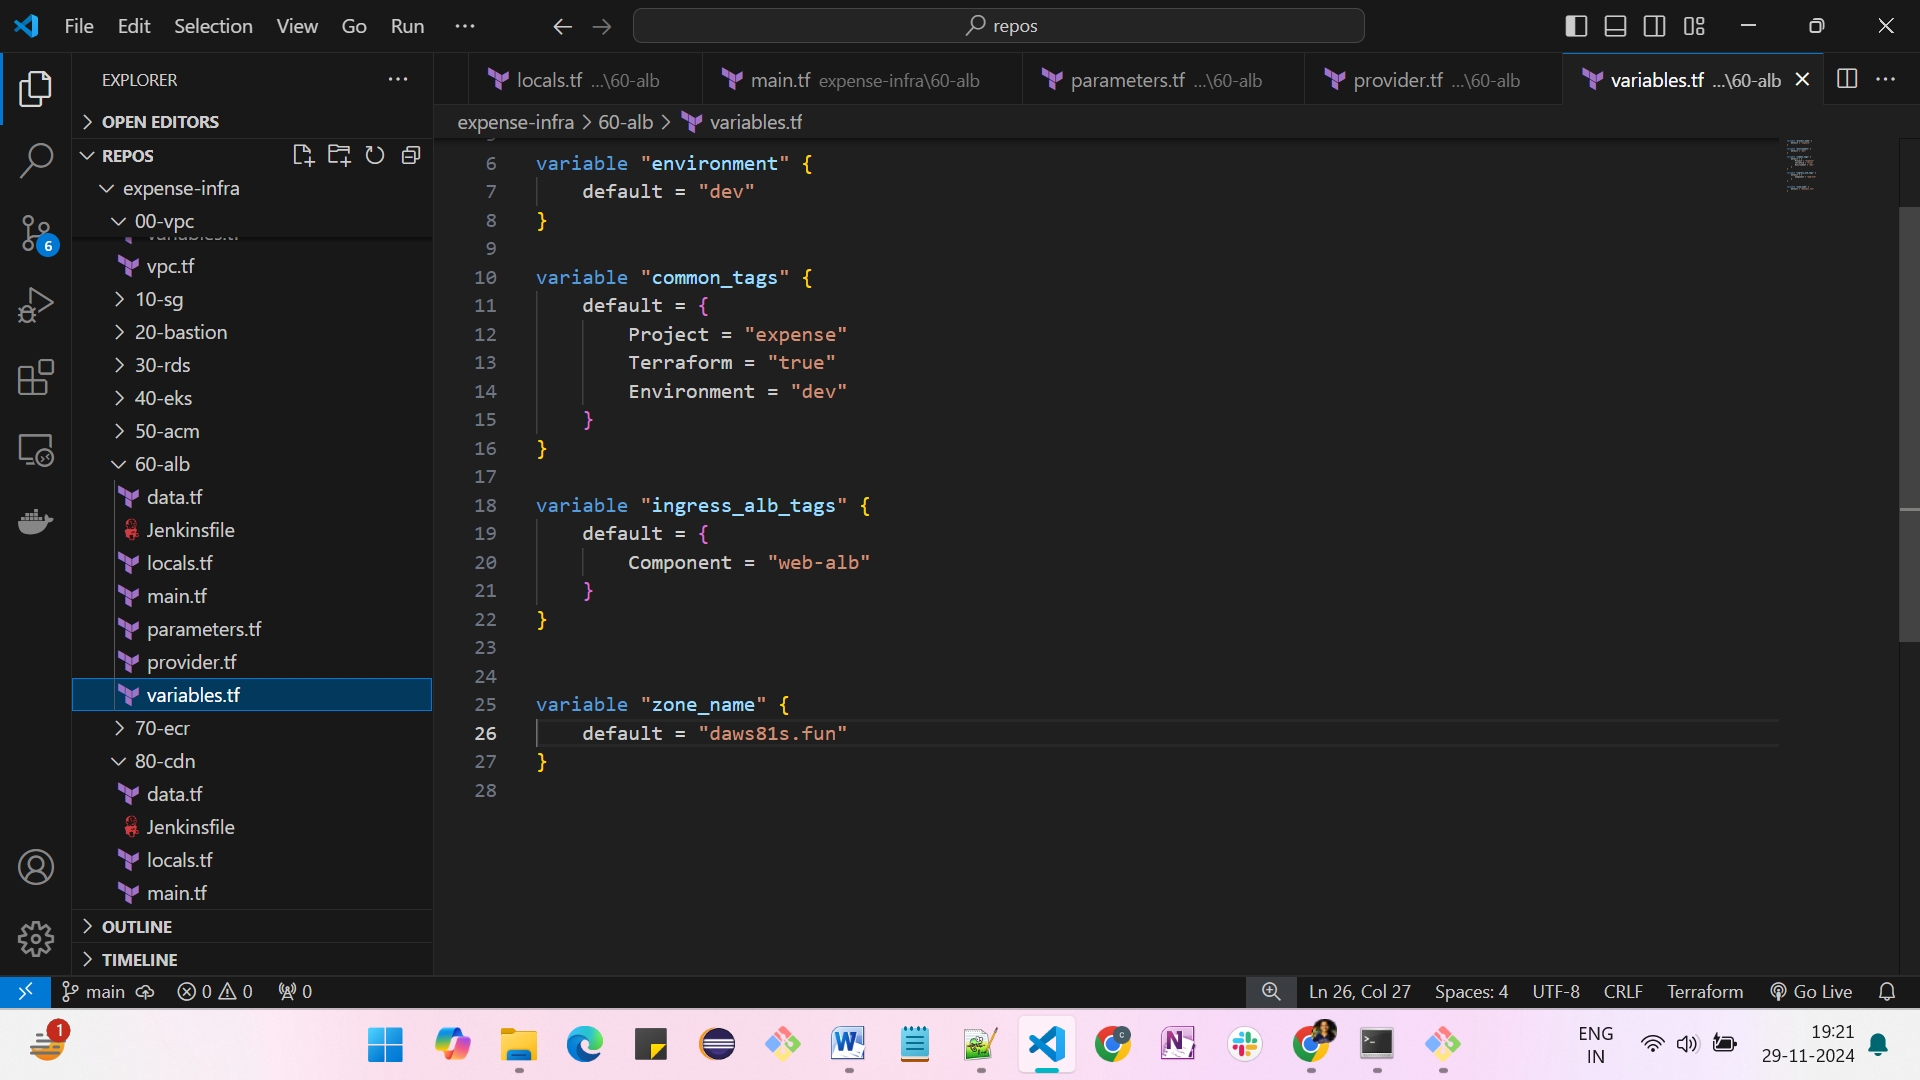 File Edit Selection View Go Run ··· repos
EXPLORER ···
OPEN EDITORS
REPOS
expense-infra
00-vpc
variables.tf
vpc.tf
10-sg
20-bastion
30-rds
40-eks
50-acm
60-alb
data.tf
Jenkinsfile
locals.tf
main.tf
parameters.tf
provider.tf
variables.tf
70-ecr
80-cdn
data.tf
Jenkinsfile
locals.tf
main.tf
OUTLINE
TIMELINE
6
locals.tf ...\60-alb main.tf expense-infra\60-alb parameters.tf ...\60-alb provider.tf ...\60-alb variables.tf ...\60-alb
expense-infra > 60-alb > variables.tf
6 variable "environment" {
7 default = "dev"
8 }
9
10 variable "common_tags" {
11 default = {
12 Project = "expense"
13 Terraform = "true"
14 Environment = "dev"
15 }
16 }
17
18 variable "ingress_alb_tags" {
19 default = {
20 Component = "web-alb"
21 }
22 }
23
24
25 variable "zone_name" {
26 default = "daws81s.fun"
27 }
28
main 0 0 0 Ln 26, Col 27 Spaces: 4 UTF-8 CRLF Terraform Go Live
1 W N C ENG 19:21
IN 29-11-2024